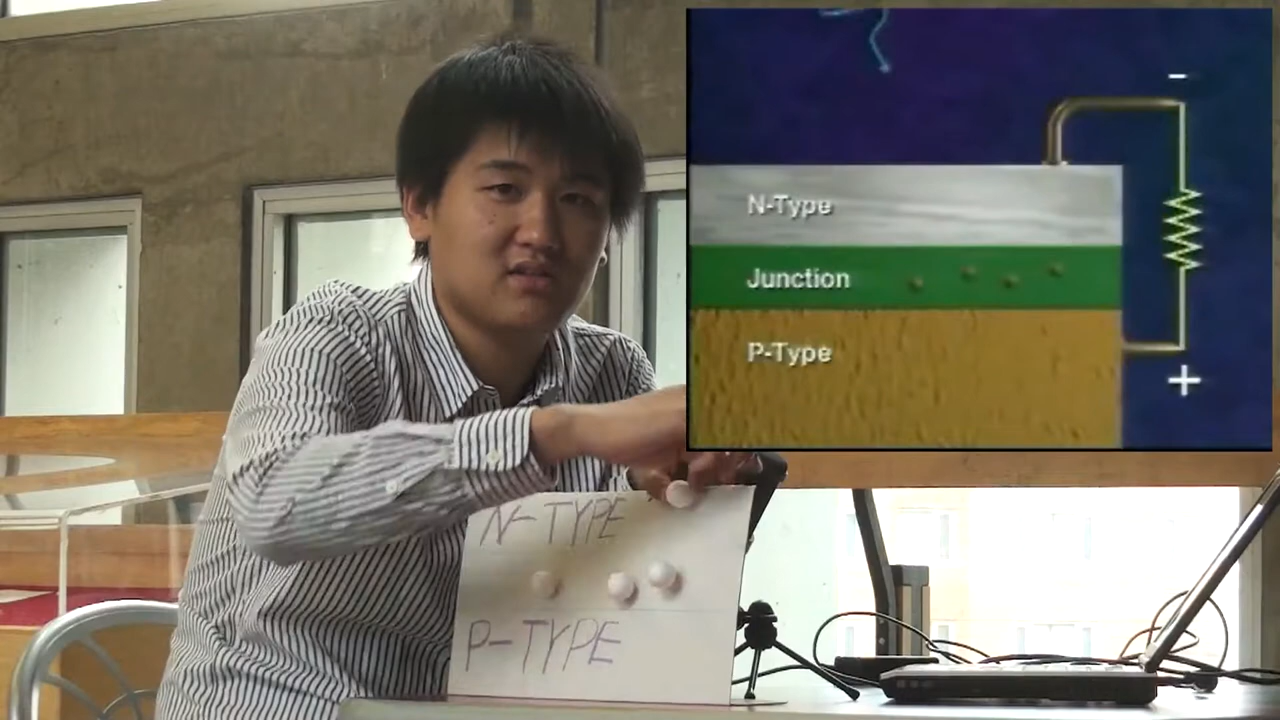 -
N-Type
Junction
P-Type
+
N-TYPE
P-TYPE